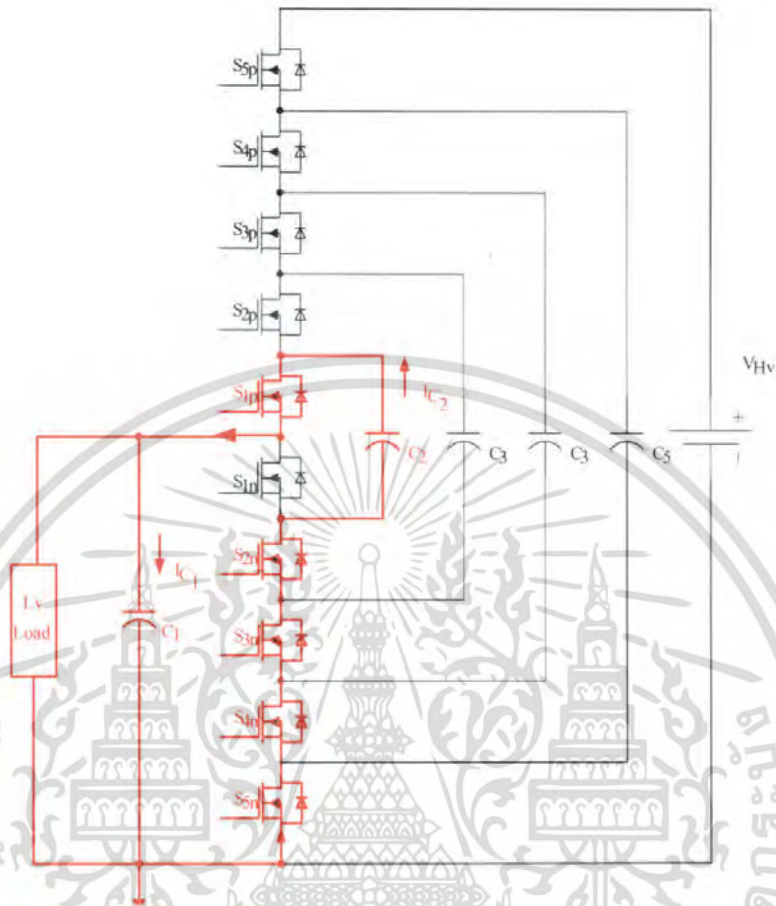 S5p
S4p
S3p
S2p
VHv
+
S1p
IC2
C2
C3
C3
C5
S1n
S2n
IC1
Lv
Load
C1
S3n
S4n
S5n